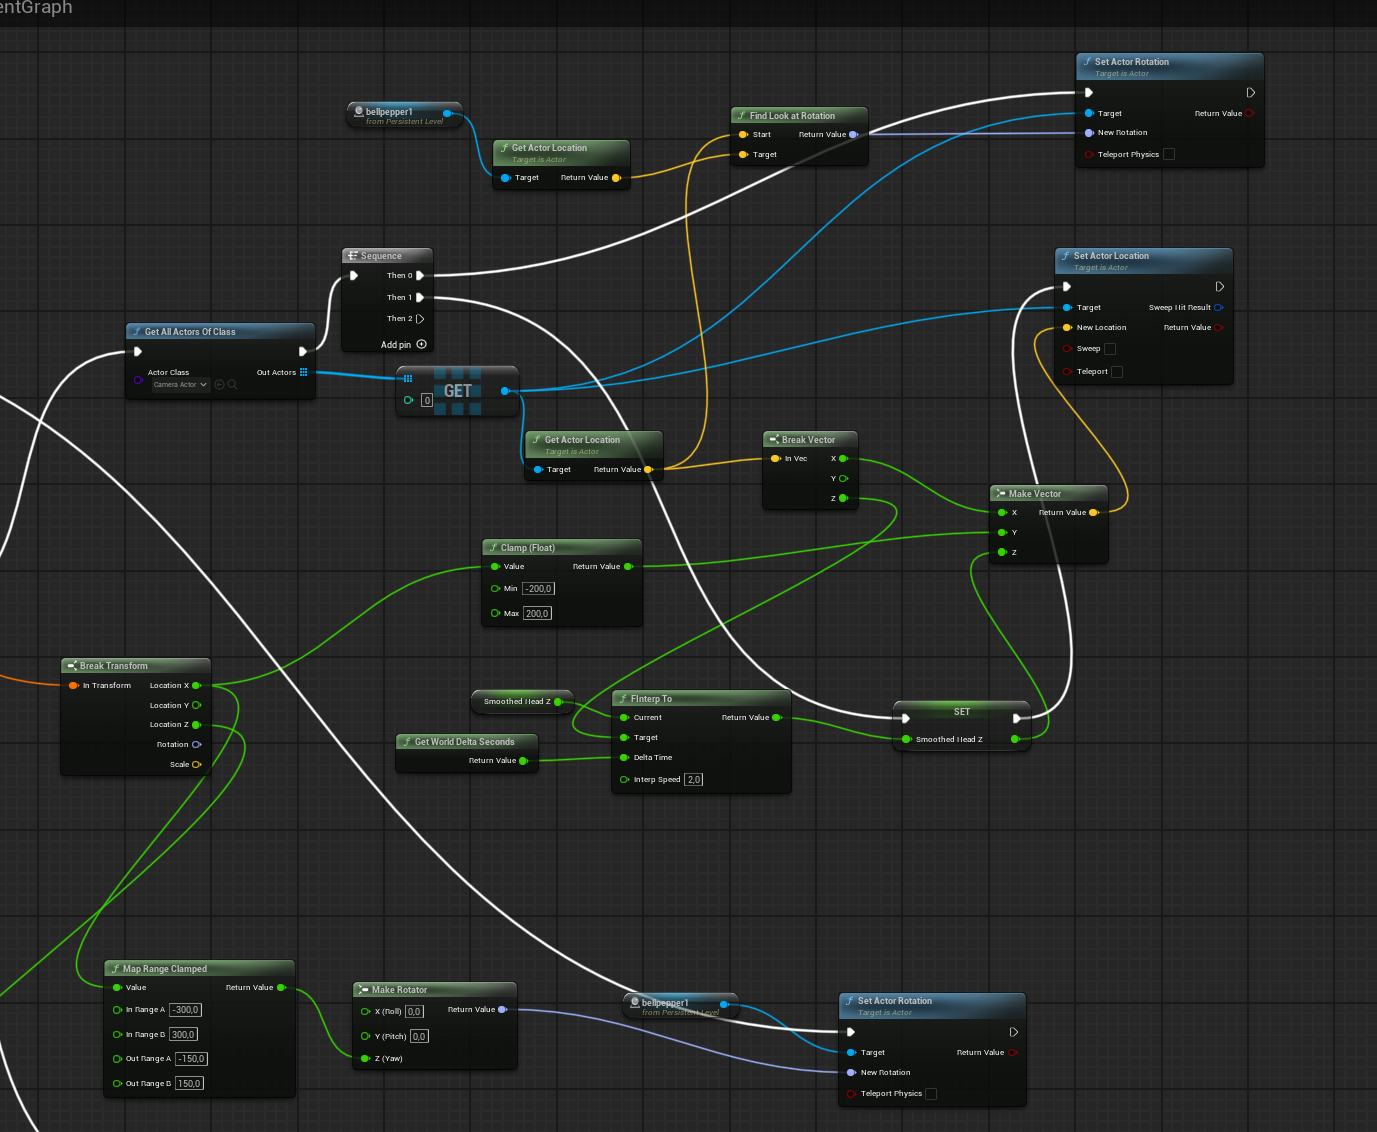 entGraph
Set Actor Rotation
Target is Actor
Target
Return Value
New Rotation
Teleport Physics
bellpepper1
from Persistent Level
Find Look at Rotation
Start
Return Value
Target
Get Actor Location
Target is Actor
Target
Return Value
Sequence
Then 0
Then 1
Then 2
Add pin
Set Actor Location
Target is Actor
Target
Sweep Hit Result
New Location
Return Value
Sweep
Teleport
Get All Actors Of Class
Actor Class
Camera Actor
Out Actors
GET
0
Get Actor Location
Target is Actor
Target
Return Value
Break Vector
In Vec
X
Y
Z
Make Vector
X
Return Value
Y
Z
Clamp (Float)
Value
Return Value
Min -200,0
Max 200,0
Break Transform
In Transform
Location X
Location Y
Location Z
Rotation
Scale
Smoothed Head Z
FInterp To
Current
Return Value
Target
Delta Time
Interp Speed 2,0
Get World Delta Seconds
Return Value
SET
Smoothed Head Z
Map Range Clamped
Value
Return Value
In Range A -300,0
In Range B 300,0
Out Range A -150,0
Out Range B 150,0
Make Rotator
X (Roll) 0,0
Return Value
Y (Pitch) 0,0
Z (Yaw)
bellpepper1
from Persistent Level
Set Actor Rotation
Target is Actor
Target
Return Value
New Rotation
Teleport Physics